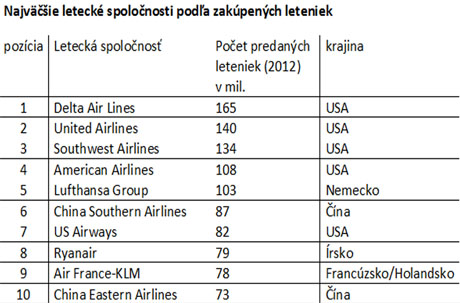 Najväčšie letecké spoločnosti podľa zakúpených leteniek
pozícia Letecká spoločnosť Počet predaných leteniek (2012) v mil. krajina
1 Delta Air Lines 165 USA
2 United Airlines 140 USA
3 Southwest Airlines 134 USA
4 American Airlines 108 USA
5 Lufthansa Group 103 Nemecko
6 China Southern Airlines 87 Čína
7 US Airways 82 USA
8 Ryanair 79 Írsko
9 Air France-KLM 78 Francúzsko/Holandsko
10 China Eastern Airlines 73 Čína